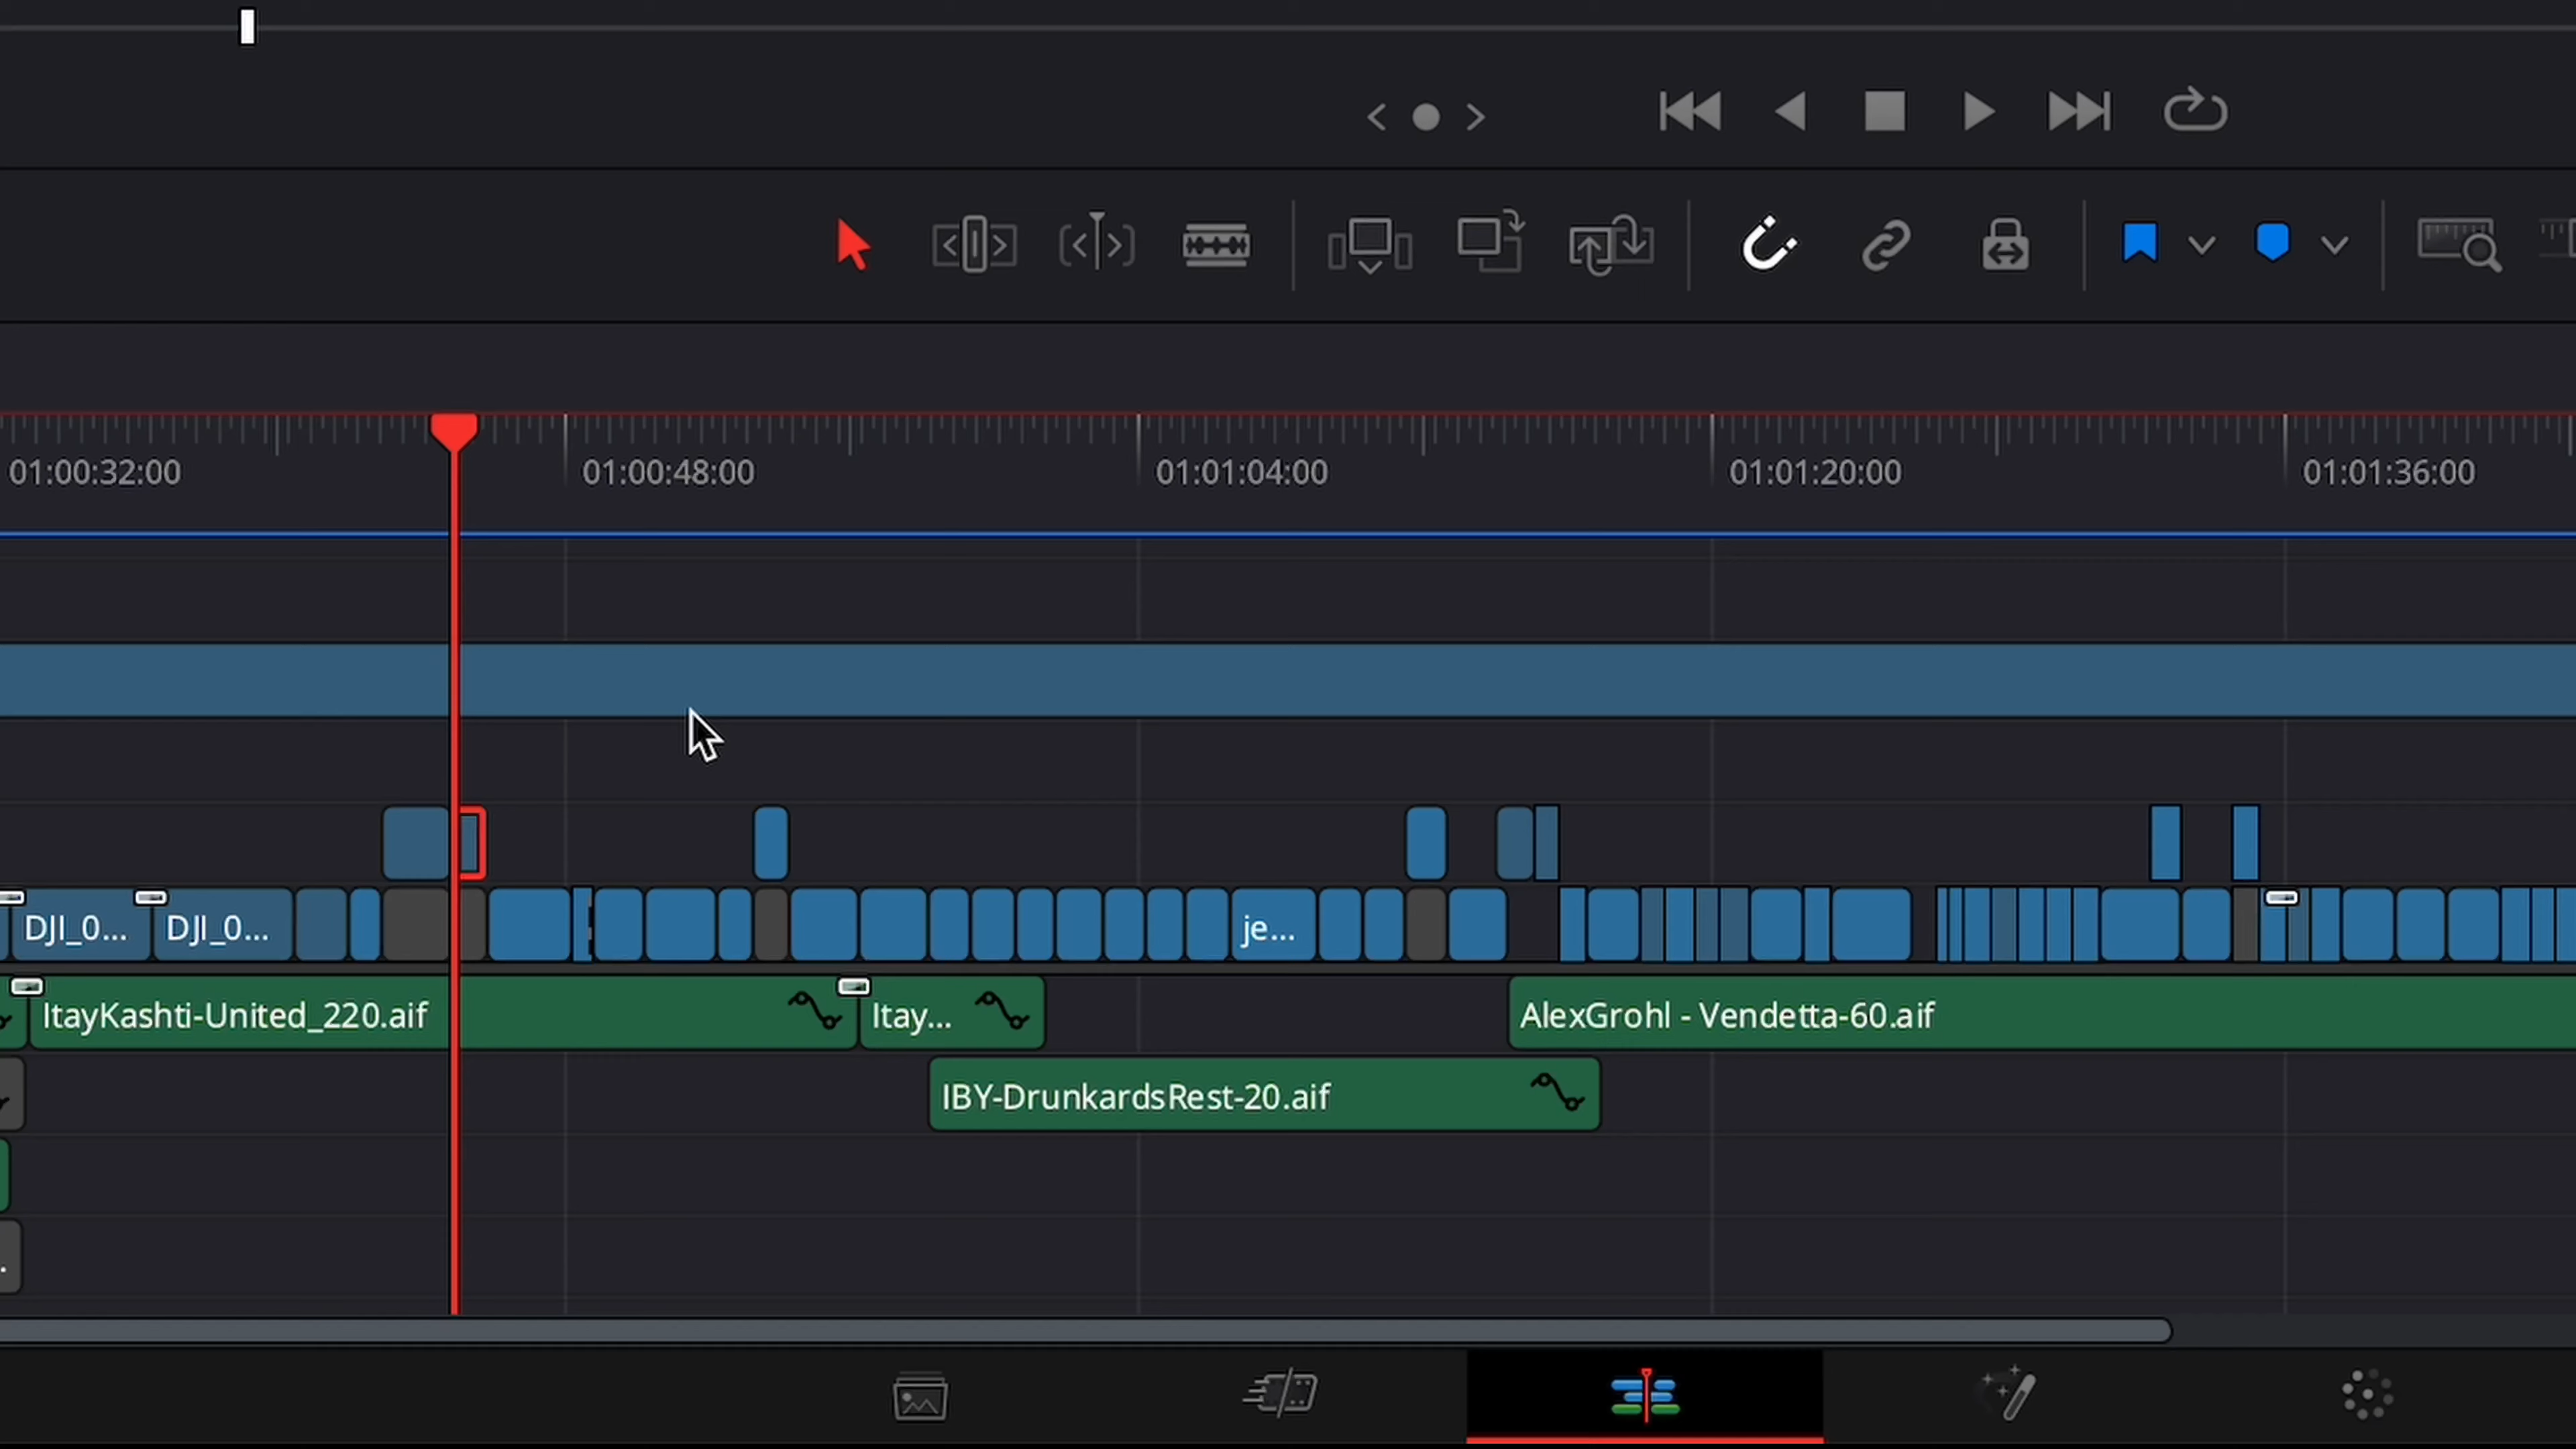 01:00:32:00 01:00:48:00 01:01:04:00 01:01:20:00 01:01:36:00
DJI_0... DJI_0... je...
ItayKashti-United_220.aif Itay... AlexGrohl - Vendetta-60.aif
IBY-DrunkardsRest-20.aif